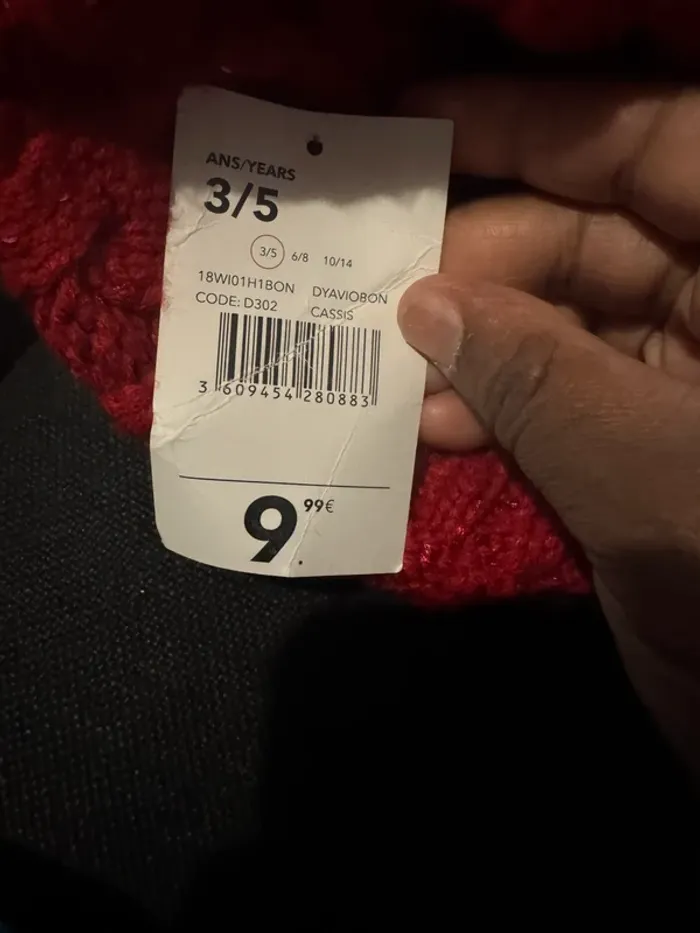 ANS/YEARS
3/5
3/5 6/8 10/14
18WI01H1BON DYAVIOBON
CODE: D302 CASSIS
3 609454 280883
9 99€